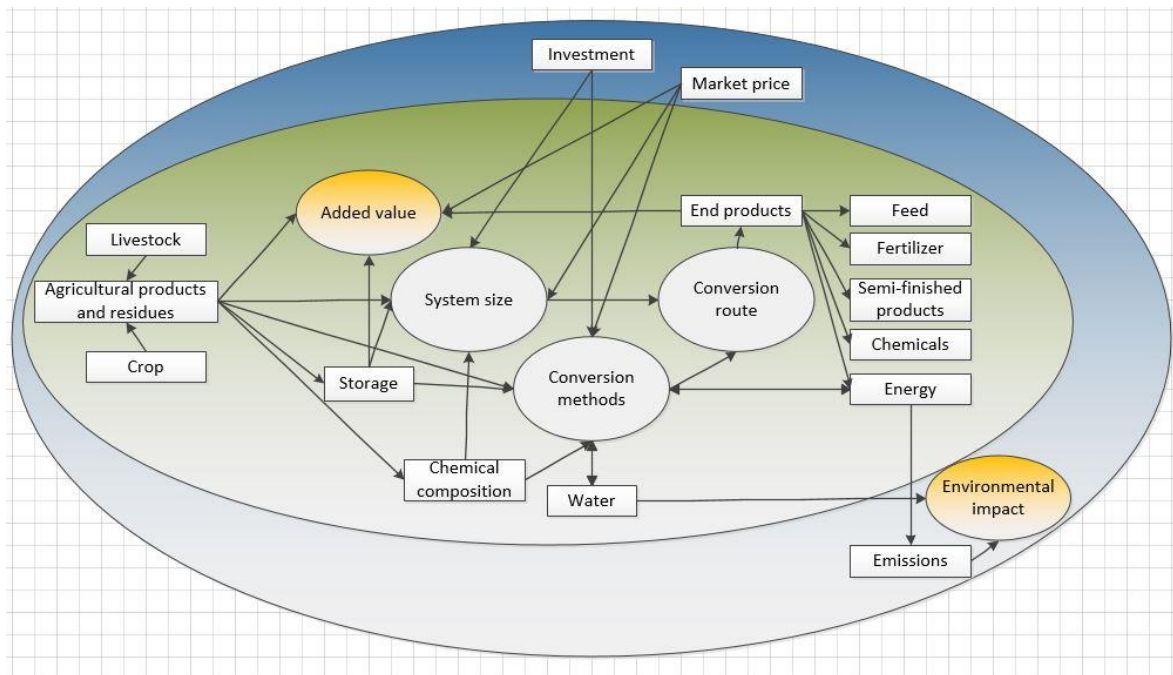 Investment
Market price
Added value
End products
Feed
Livestock
Fertilizer
Agricultural products
and residues
System size
Conversion
route
Semi-finished
products
Crop
Storage
Conversion
methods
Chemicals
Energy
Chemical
composition
Water
Environmental
impact
Emissions